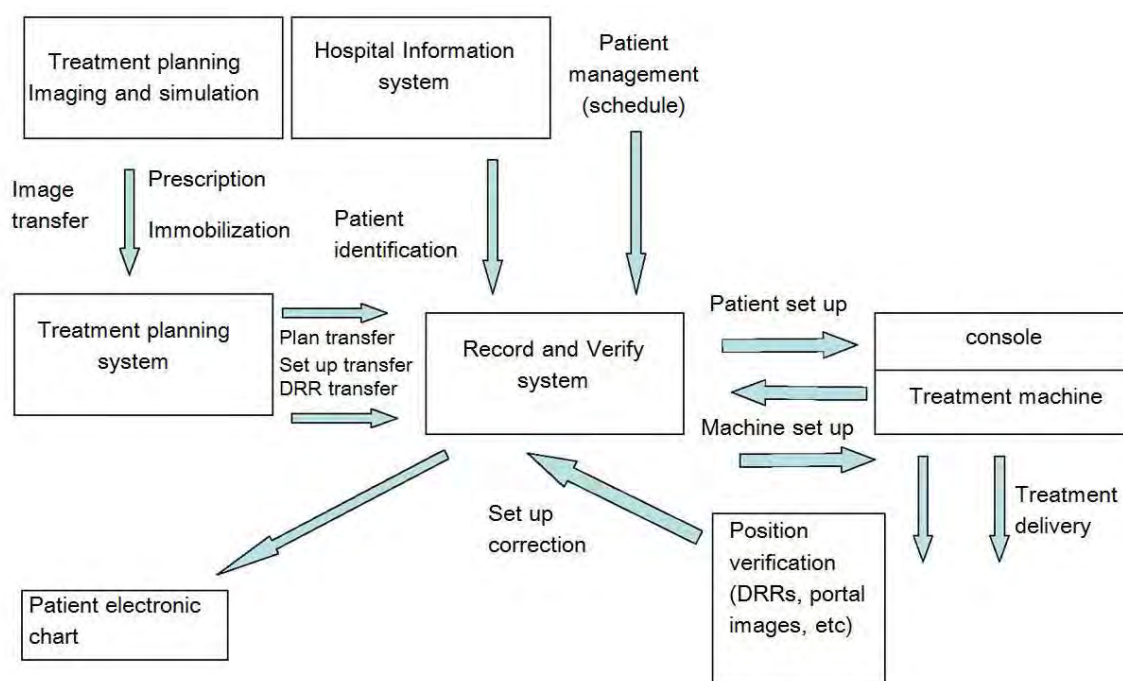 Treatment planning
Imaging and simulation
Hospital Information
system
Patient
management
(schedule)
Image
transfer
Prescription
Immobilization
Patient
identification
Treatment planning
system
Plan transfer
Set up transfer
DRR transfer
Record and Verify
system
Patient set up
console
Treatment machine
Machine set up
Set up
correction
Position
verification
(DRRs, portal
images, etc)
Treatment
delivery
Patient electronic
chart